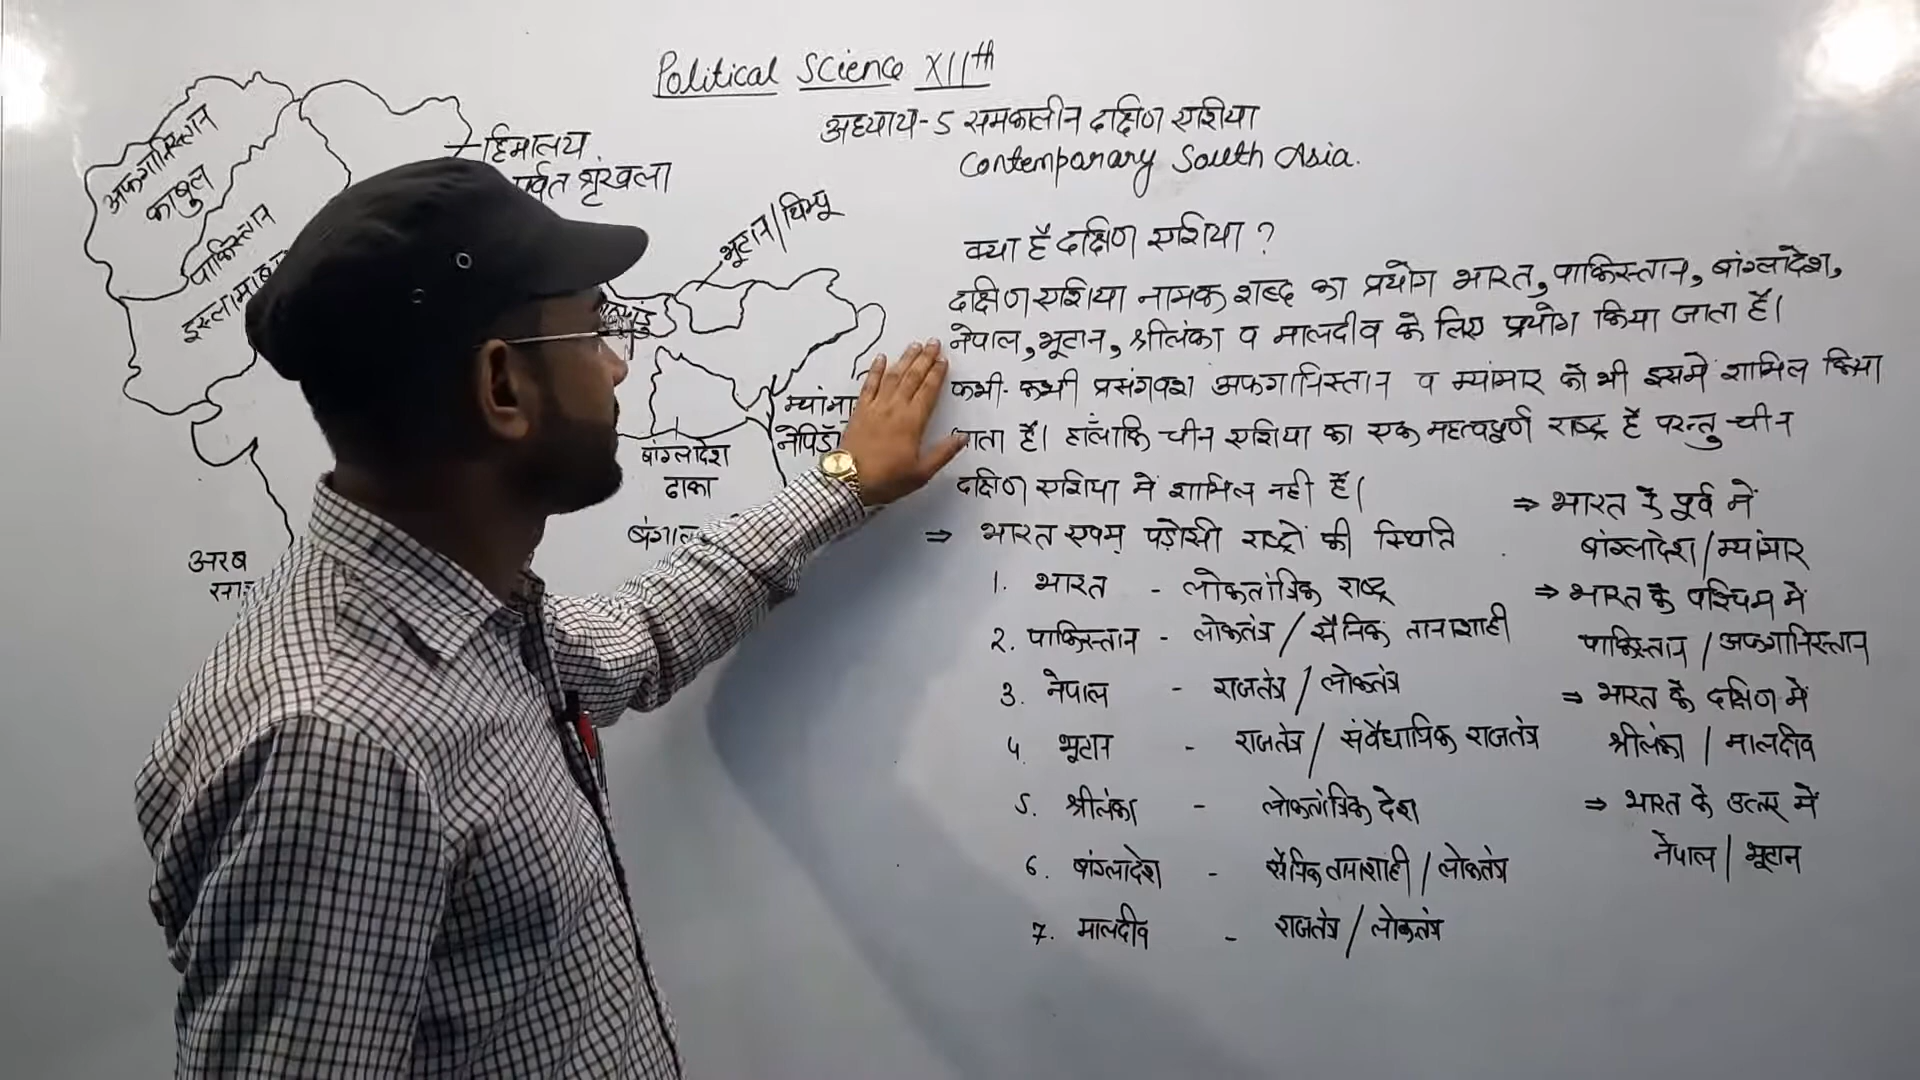 Political Science XIIth
अध्याय-5 समकालीन दक्षिण एशिया
Contemparary South Asia.
क्या है दक्षिण एशिया ?
दक्षिण एशिया नामक शब्द का प्रयोग भारत, पाकिस्तान, बांग्लादेश,
नेपाल, भूटान, श्रीलंका व मालदीव के लिए प्रयोग किया जाता है।
कभी-कभी प्रसंगवश अफगानिस्तान व म्यांमार को भी इसमें शामिल किया
जाता है। हालाँकि चीन एशिया का एक महत्वपूर्ण राष्ट्र है परन्तु चीन
दक्षिण एशिया में शामिल नही है।
⇒ भारत एवम् पड़ोसी राष्ट्रों की स्थिति
1. भारत - लोकतांत्रिक राष्ट्र
2. पाकिस्तान - लोकतंत्र / सैनिक तानाशाही
3. नेपाल - राजतंत्र / लोकतंत्र
4. भूटान - राजतंत्र / संवैधानिक राजतंत्र
5. श्रीलंका - लोकतांत्रिक देश
6. बांग्लादेश - सैनिक तानाशाही / लोकतंत्र
7. मालदीव - राजतंत्र / लोकतंत्र
⇒ भारत के पूर्व में
बांग्लादेश / म्यांमार
⇒ भारत के पश्चिम में
पाकिस्तान / अफगानिस्तान
⇒ भारत के दक्षिण में
श्रीलंका / मालदीव
⇒ भारत के उत्तर में
नेपाल / भूटान
अफगानिस्तान
काबुल
पाकिस्तान
हिमालय
पर्वत शृंखला
भूटान / थिम्पू
बांग्लादेश
ढाका
अरब